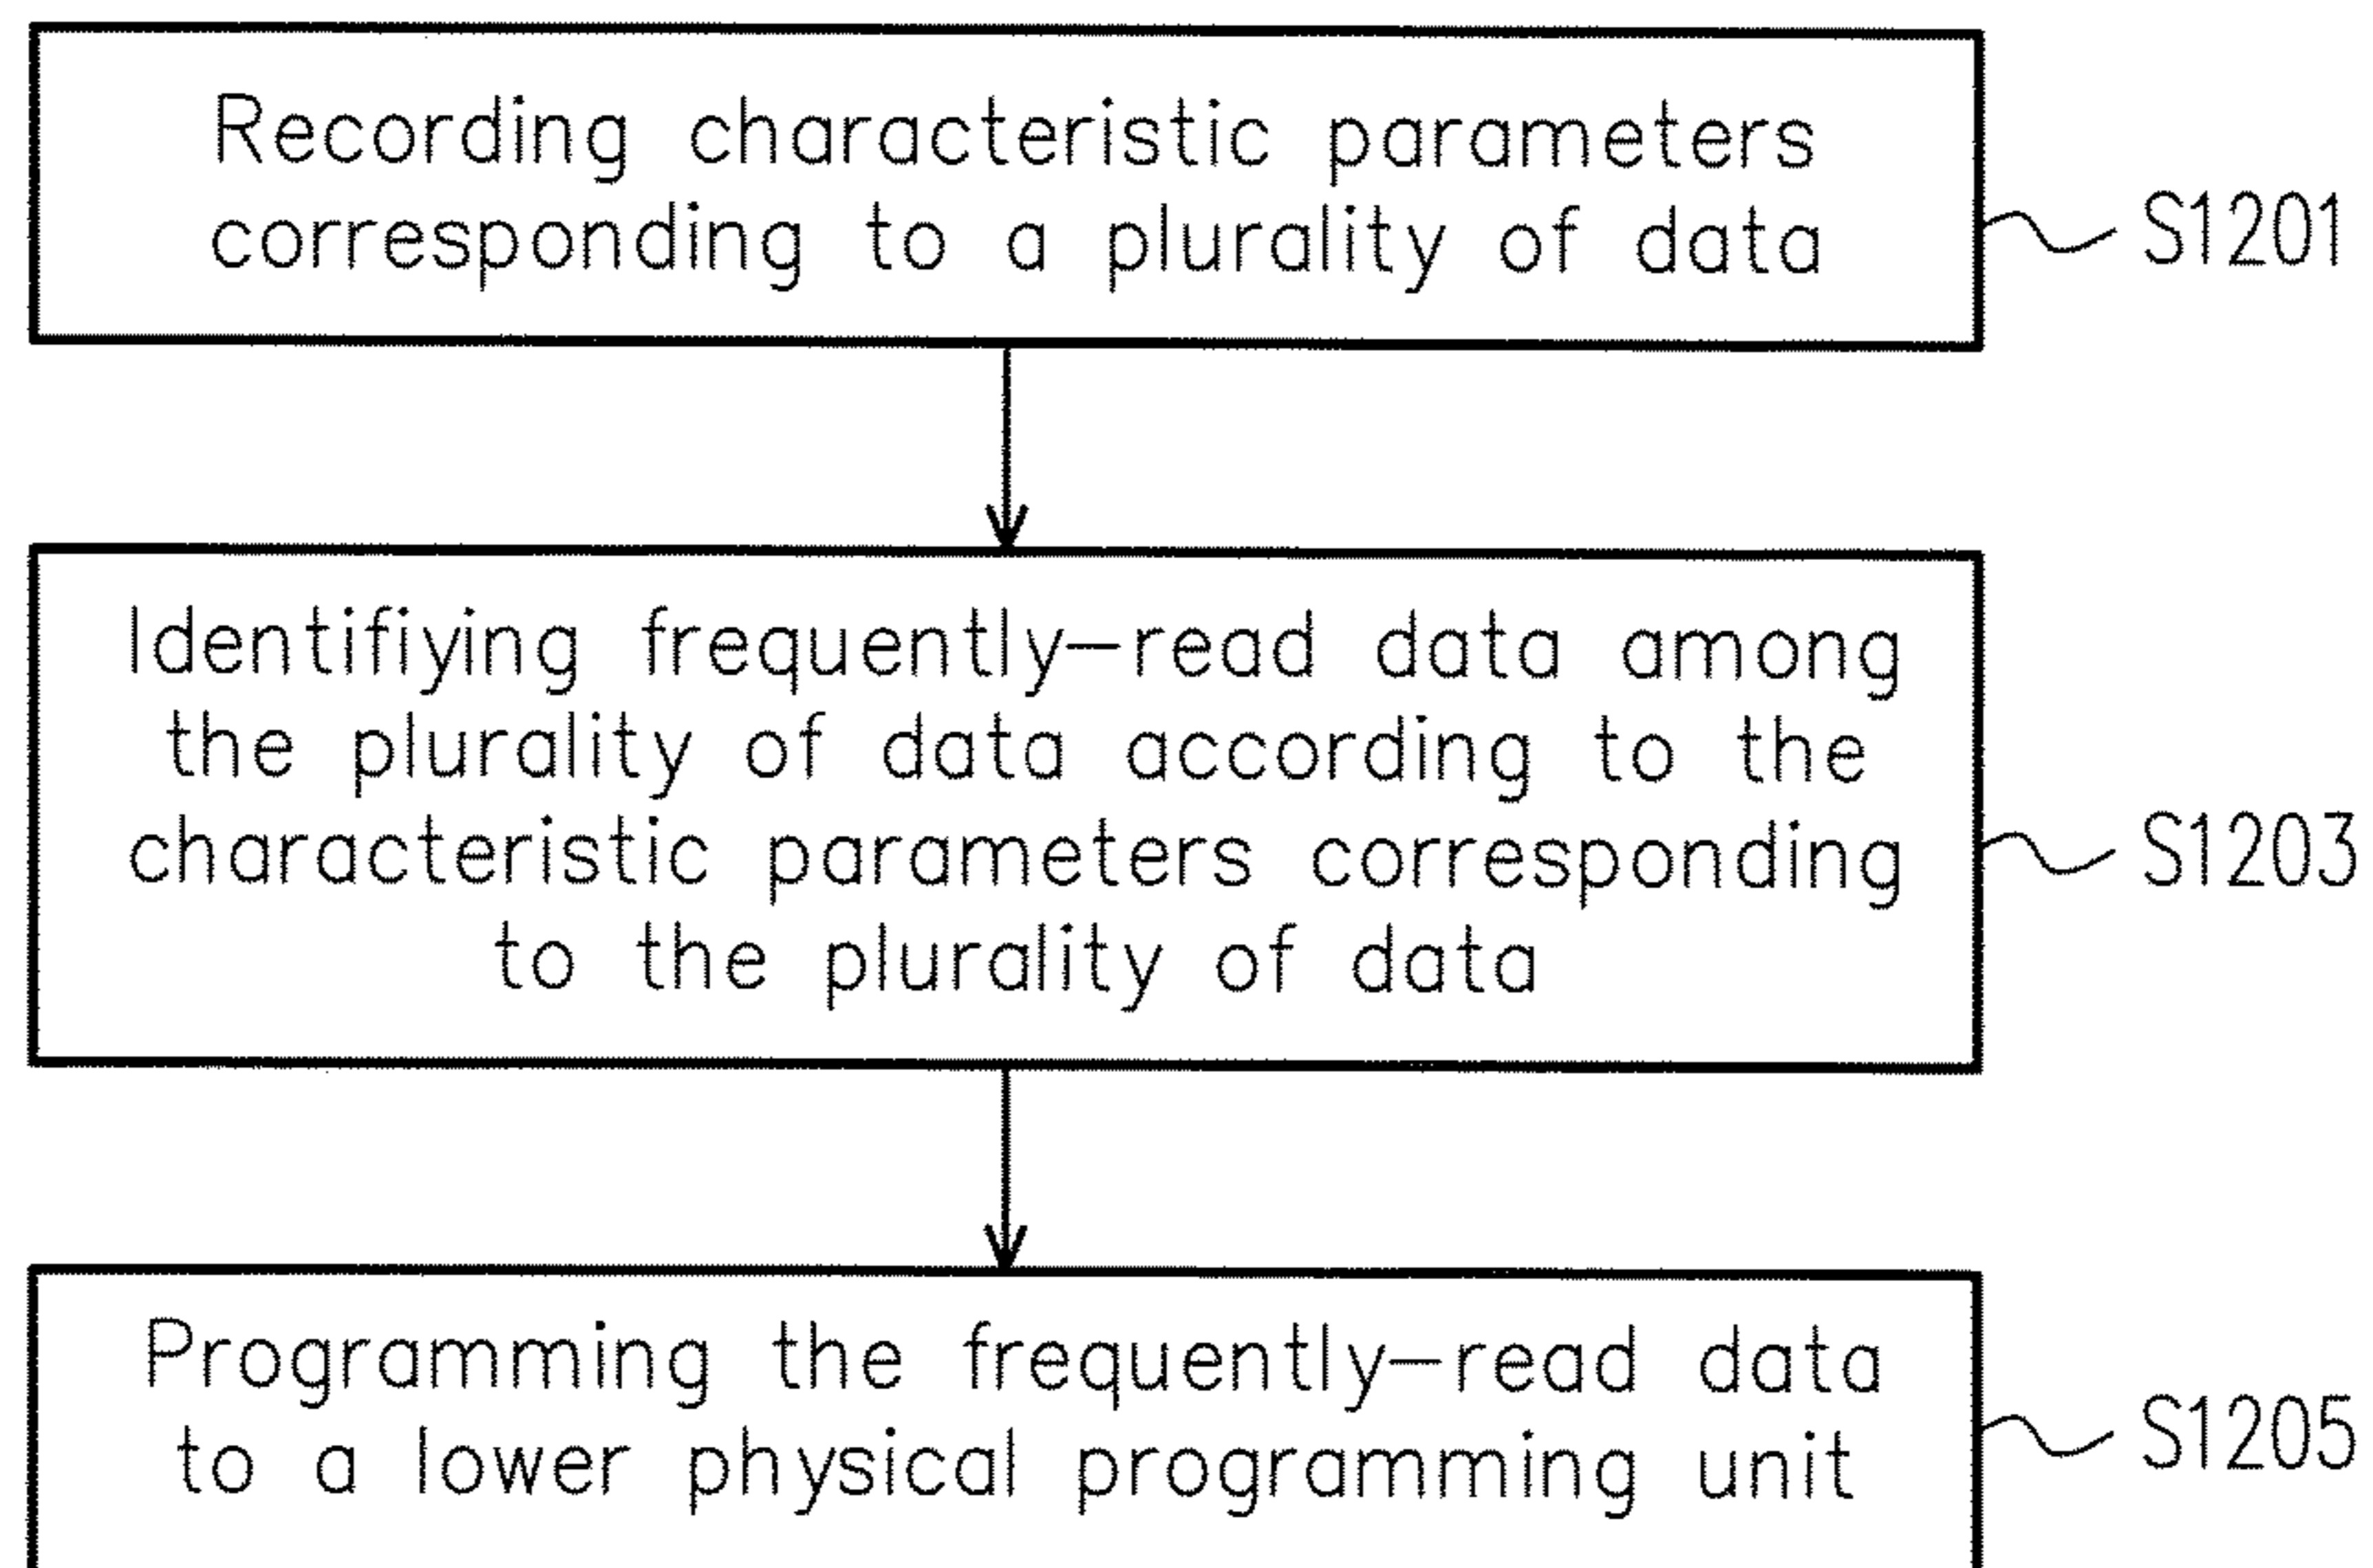 Recording characteristic parameters
corresponding to a plurality of data
S1201
Identifiying frequently-read data among
the plurality of data according to the
characteristic parameters corresponding
to the plurality of data
S1203
Programming the frequently-read data
to a lower physical programming unit
S1205